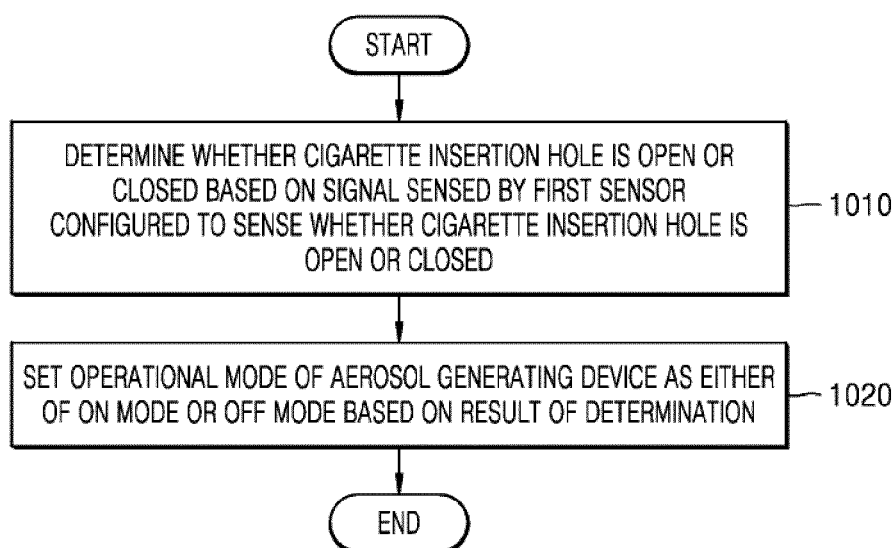 START
DETERMINE WHETHER CIGARETTE INSERTION HOLE IS OPEN OR
CLOSED BASED ON SIGNAL SENSED BY FIRST SENSOR
CONFIGURED TO SENSE WHETHER CIGARETTE INSERTION HOLE IS
OPEN OR CLOSED
1010
SET OPERATIONAL MODE OF AEROSOL GENERATING DEVICE AS EITHER
OF ON MODE OR OFF MODE BASED ON RESULT OF DETERMINATION
1020
END